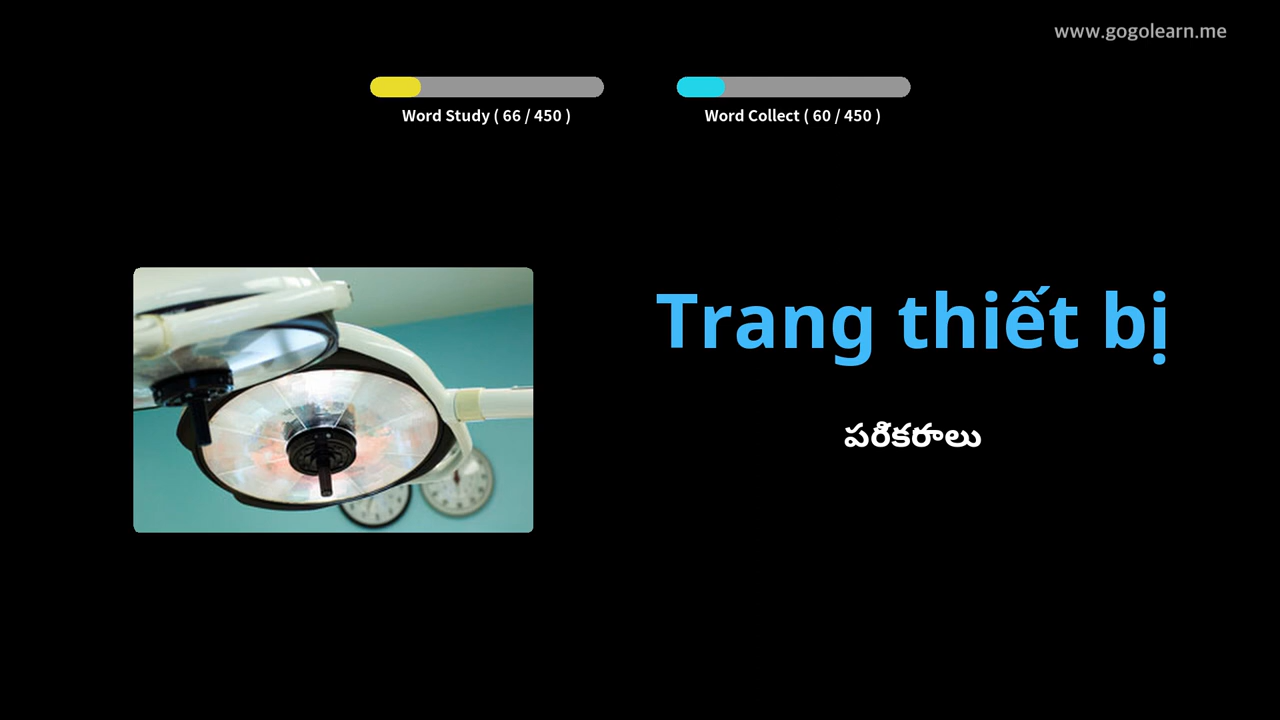 www.gogolearn.me
Word Study ( 66 / 450 )
Word Collect ( 60 / 450 )
Trang thiết bị
పరికరాలు